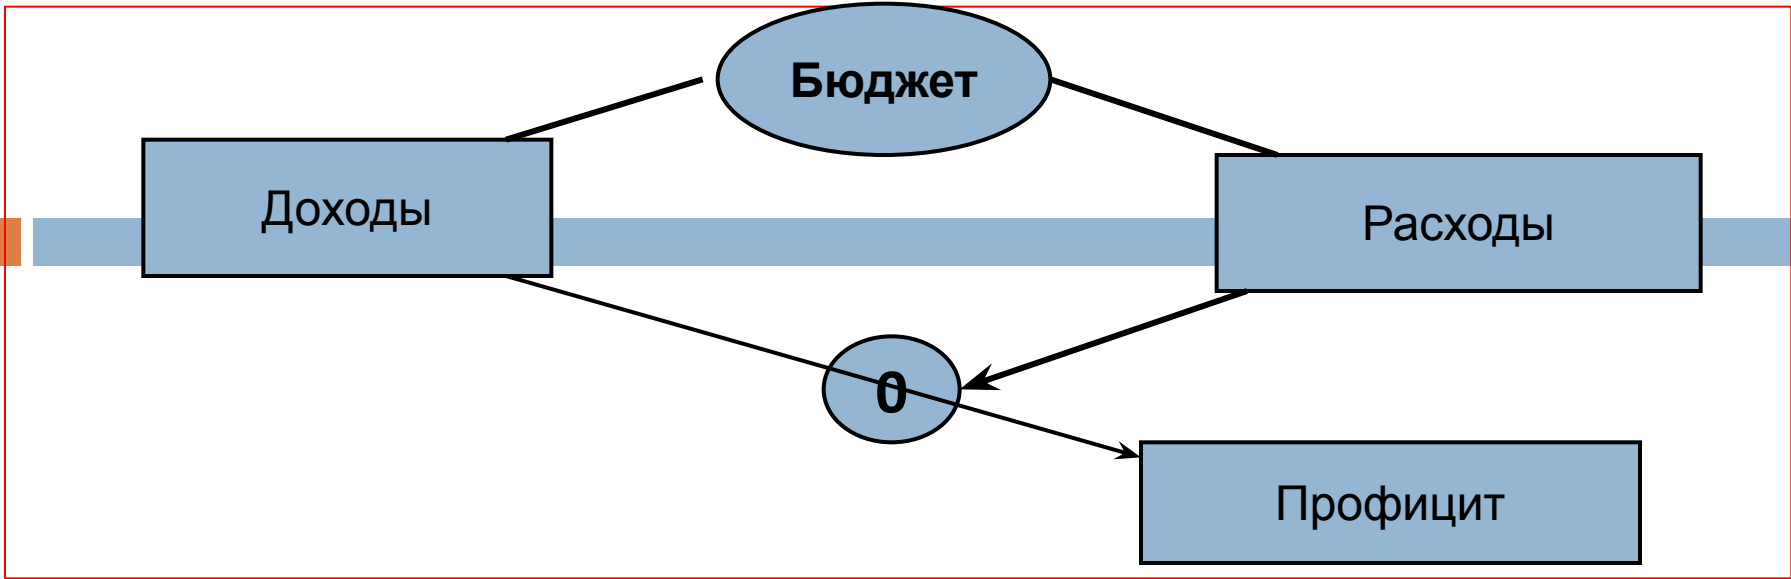 Бюджет
Доходы
Расходы
0
Профицит